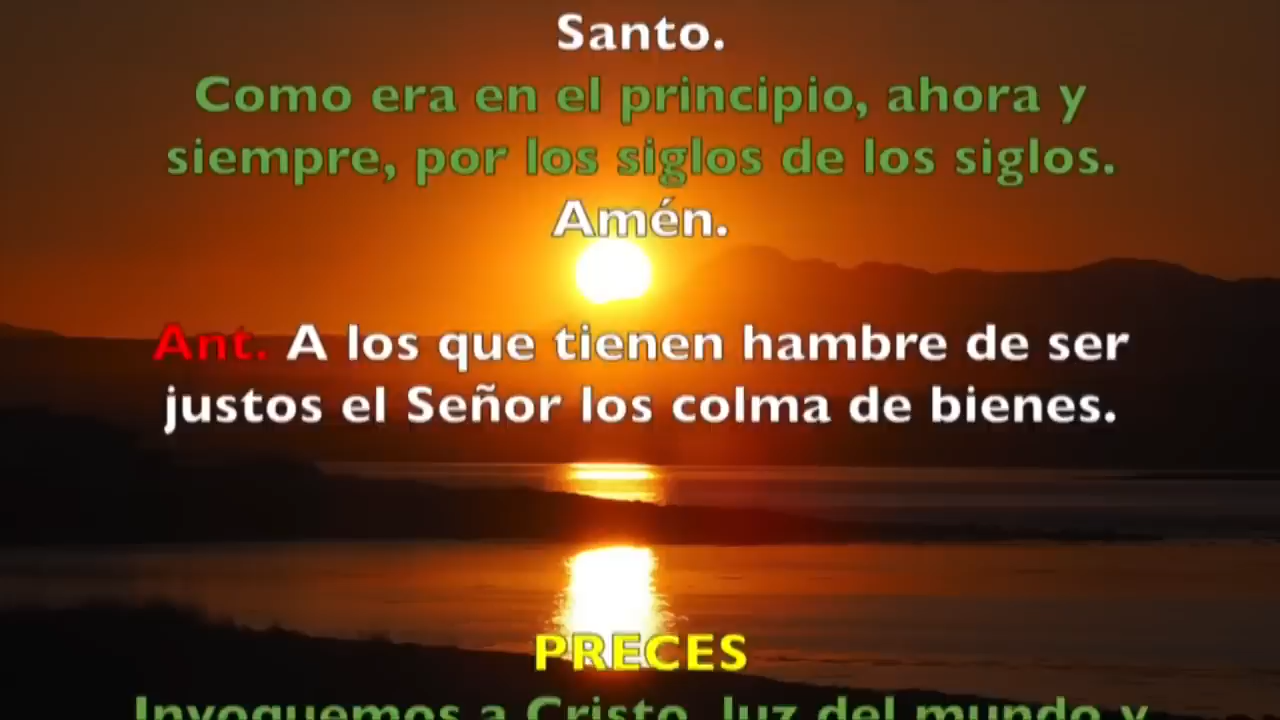 Santo.
Como era en el principio, ahora y
siempre, por los siglos de los siglos.
Amén.
Ant. A los que tienen hambre de ser
justos el Señor los colma de bienes.
PRECES
Invoquemos a Cristo, luz del mundo y